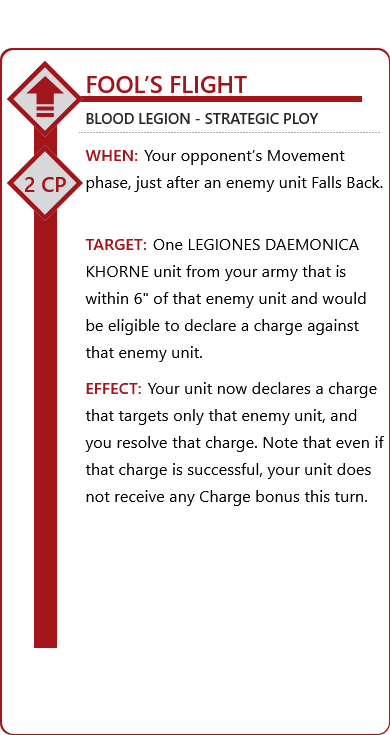 FOOL’S FLIGHT
BLOOD LEGION - STRATEGIC PLOY
2 CP
WHEN: Your opponent’s Movement
phase, just after an enemy unit Falls Back.
TARGET: One LEGIONES DAEMONICA
KHORNE unit from your army that is
within 6" of that enemy unit and would
be eligible to declare a charge against
that enemy unit.
EFFECT: Your unit now declares a charge
that targets only that enemy unit, and
you resolve that charge. Note that even if
that charge is successful, your unit does
not receive any Charge bonus this turn.